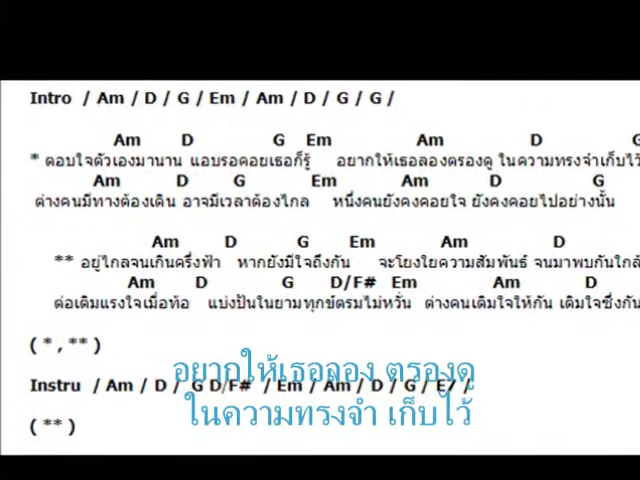 Intro / Am / D / G / Em / Am / D / G / G /
Am D G Em Am D G
* ตอบใจตัวเองมานาน แอบรอคอยเธอก็รู้ อยากให้เธอลองตรองดู ในความทรงจำเก็บไว้
Am D G Em Am D G
ต่างคนมีทางต้องเดิน อาจมีเวลาต้องไกล หนึ่งคนยังคงคอยใจ ยังคงคอยไปอย่างนั้น
Am D G Em Am D
** อยู่ไกลจนเกินครึ่งฟ้า หากยังมีใจถึงกัน จะโยงใยความสัมพันธ์ จนมาพบกันใกล้
Am D G D/F# Em Am D
ต่อเติมแรงใจเมื่อท้อ แบ่งปันในยามทุกข์ตรมไม่หวั่น ต่างคนเติมใจให้กัน เติมใจซึ่งกัน
( * , ** )
อยากให้เธอลอง ตรองดู
Instru / Am / D / G D/F# / Em / Am / D / G / E7 /
ในความทรงจำ เก็บไว้
( ** )